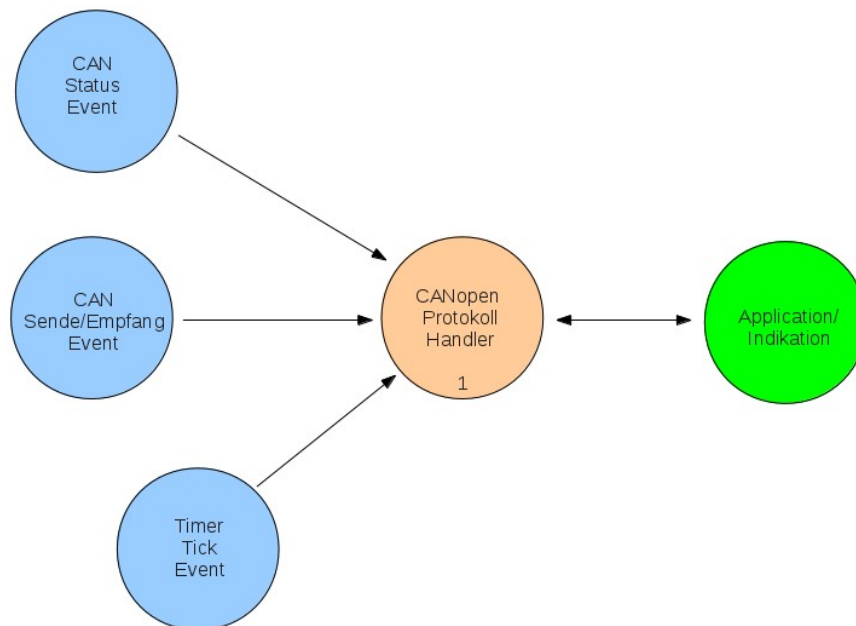 CAN
Status
Event
CAN
Sende/Empfang
Event
CANopen
Protokoll
Handler
1
Application/
Indikation
Timer
Tick
Event